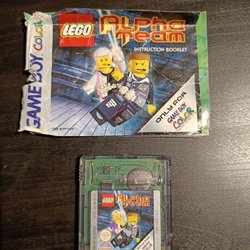 LEGO
Alpha
Team
INSTRUCTION BOOKLET
GAME BOY COLOR
ONLY FOR
GAME BOY
COLOR
LEGO
Alpha
Team